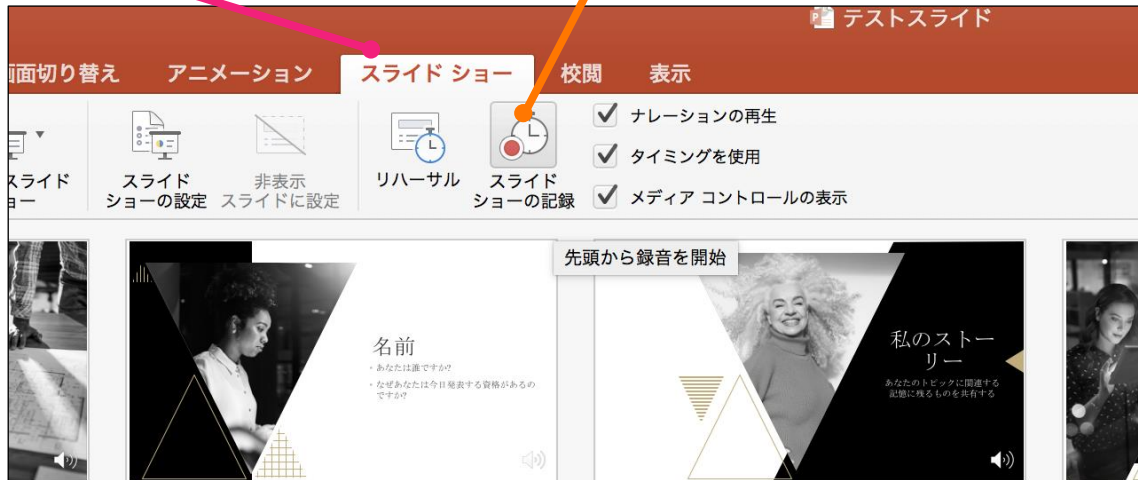 テストスライド
画面切り替え
アニメーション
スライド ショー
校閲
表示
スライド
ョー
スライド
ショーの設定
非表示
スライドに設定
リハーサル
スライド
ショーの記録
ナレーションの再生
タイミングを使用
メディア コントロールの表示
先頭から録音を開始
名前
・あなたは誰ですか?
・なぜあなたは今日発表する資格があるの
ですか?
私のストー
リー
あなたのトピックに関連する
記憶に残るものを共有する